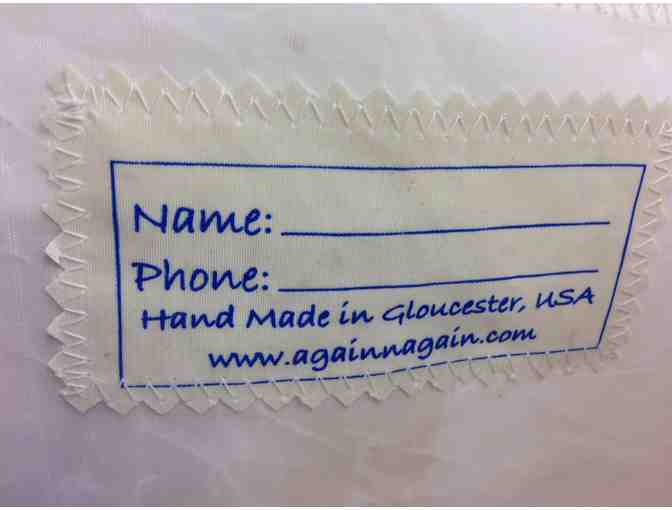 Name:
Phone:
Hand Made in Gloucester, USA
www.againnagain.com